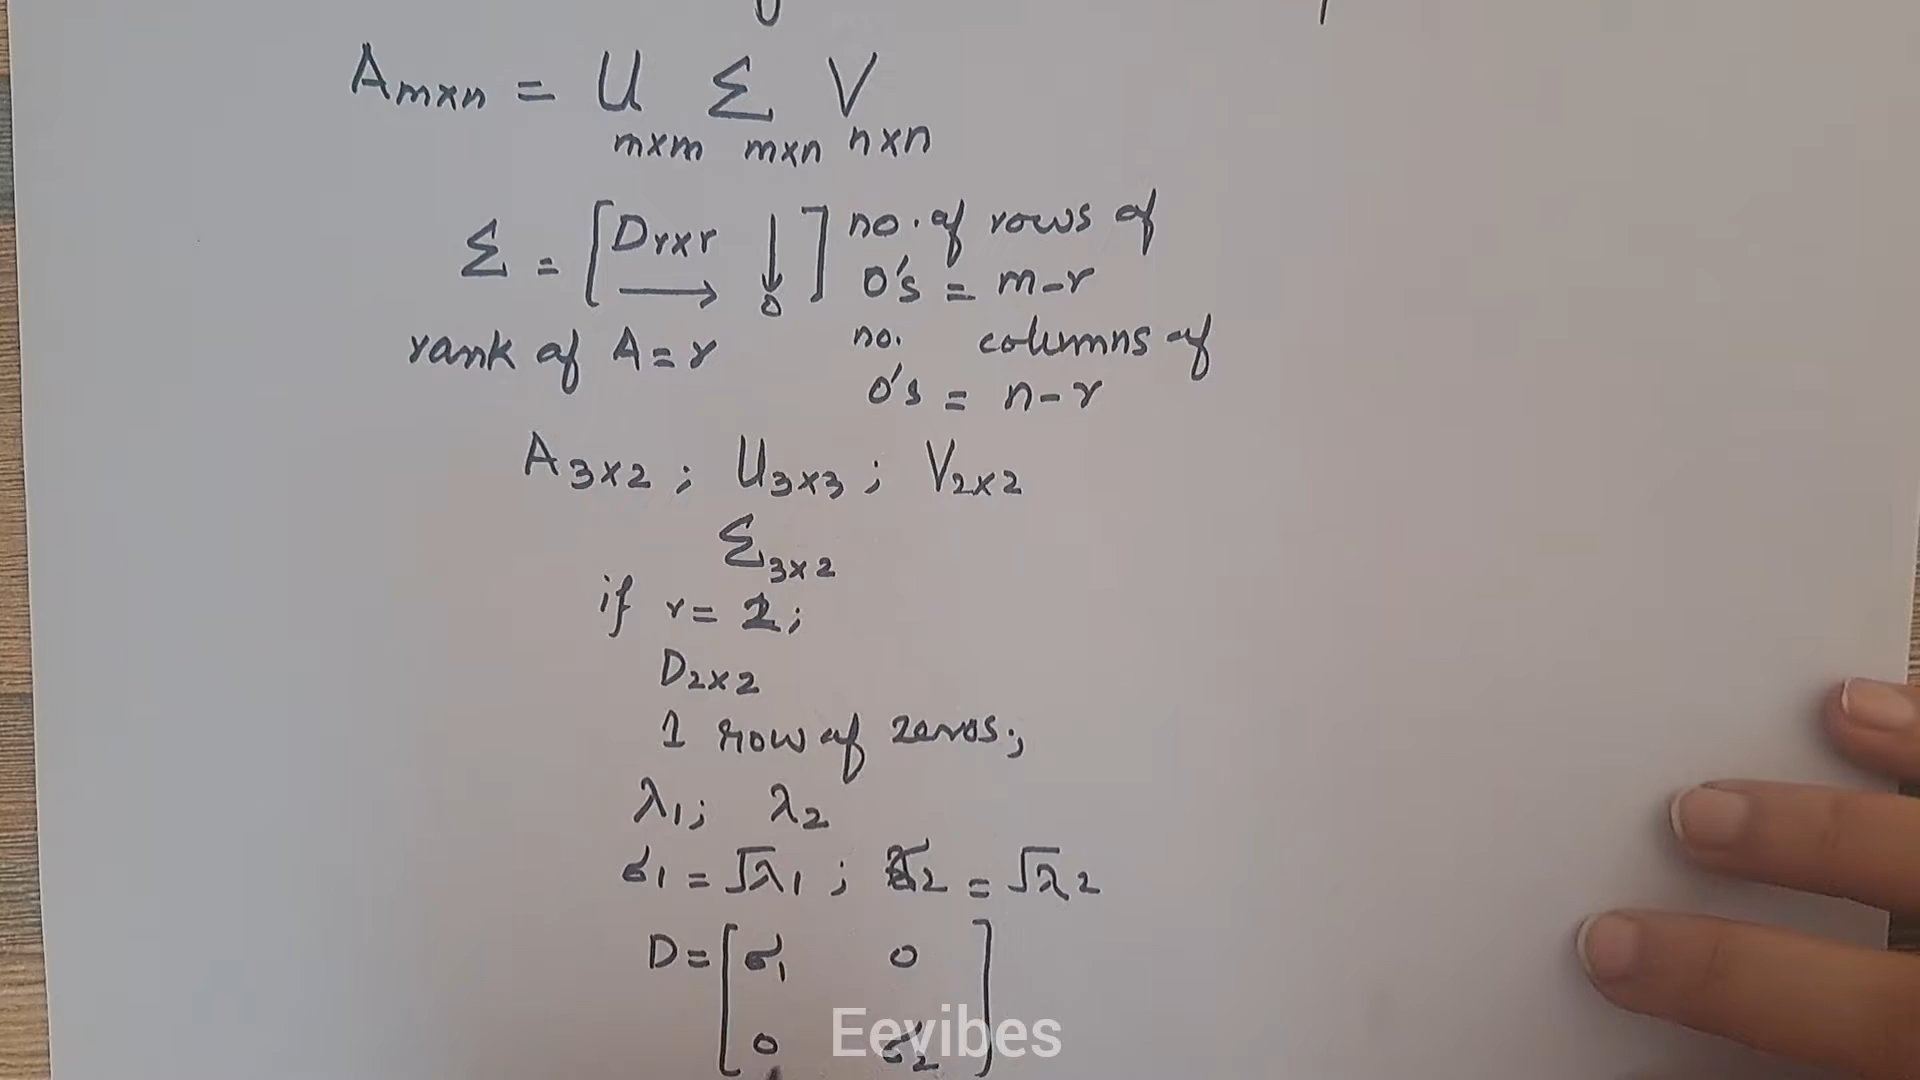 Amxn = U Σ V
mxm mxn nxn
Σ = [Drxr → ↓ 0] no. of rows of
0's = m-r
rank of A = r no. columns of
0's = n-r
A3x2 ; U3x3 ; V2x2
Σ3x2
if r = 2;
D2x2
1 row of zeros;
λ1; λ2
σ1 = √λ1 ; σ2 = √λ2
D = [σ1 0
0 σ2]
Eevibes